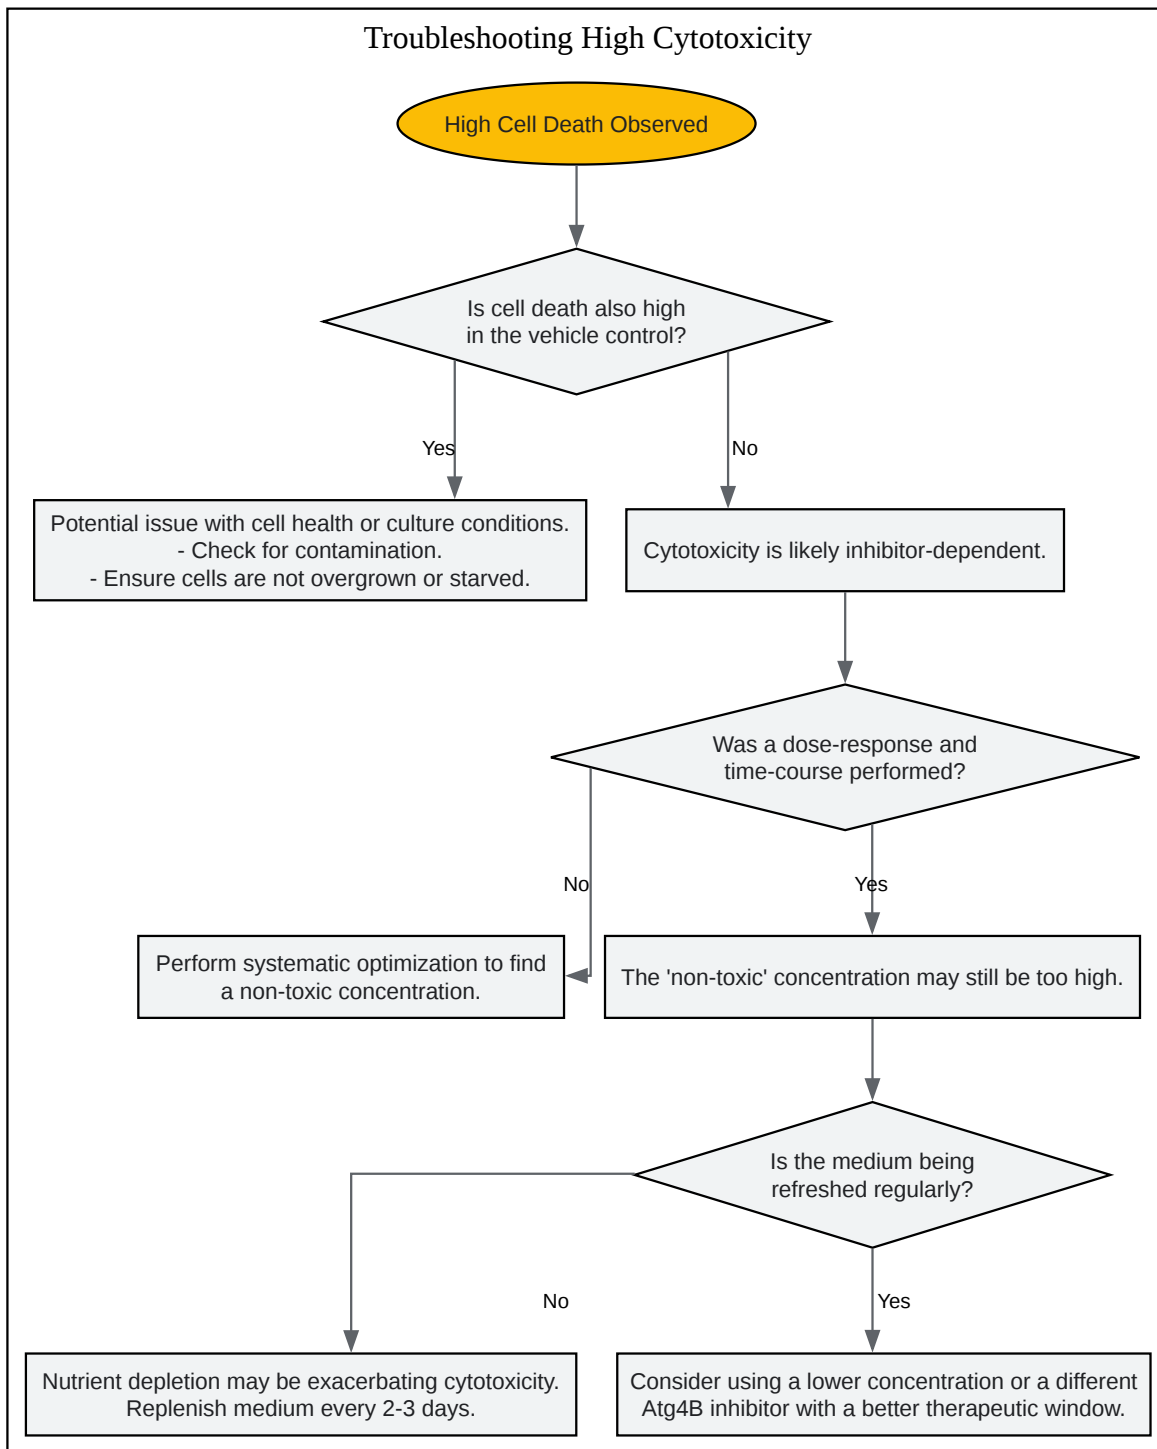 Troubleshooting High Cytotoxicity
High Cell Death Observed
Is cell death also high
in the vehicle control?
Yes
No
Potential issue with cell health or culture conditions.
- Check for contamination.
- Ensure cells are not overgrown or starved.
Cytotoxicity is likely inhibitor-dependent.
Was a dose-response and
time-course performed?
No
Yes
Perform systematic optimization to find
a non-toxic concentration.
The 'non-toxic' concentration may still be too high.
Is the medium being
refreshed regularly?
No
Yes
Nutrient depletion may be exacerbating cytotoxicity.
Replenish medium every 2-3 days.
Consider using a lower concentration or a different
Atg4B inhibitor with a better therapeutic window.